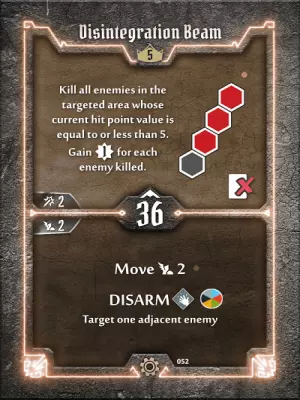 Disintegration Beam
5
Kill all enemies in the
targeted area whose
current hit point value is
equal to or less than 5.
Gain for each
enemy killed.
2
36
2
Move 2
DISARM
Target one adjacent enemy
052